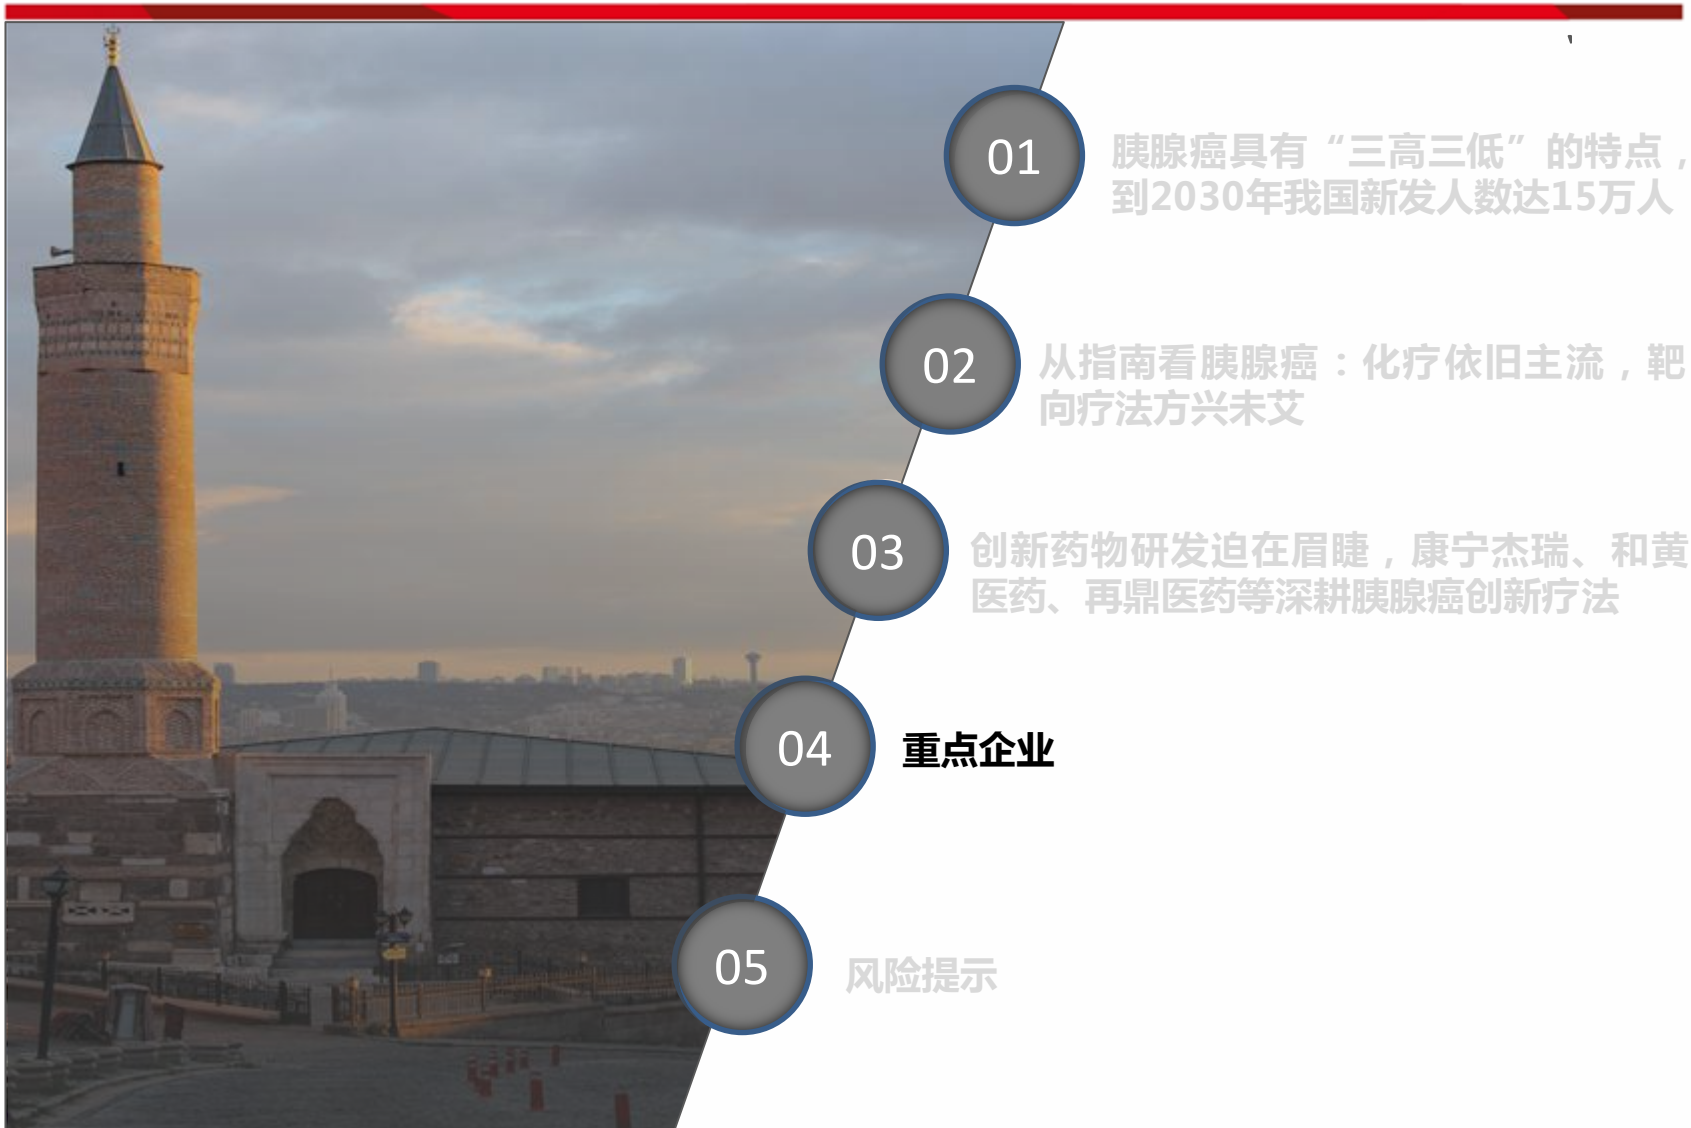 01
胰腺癌具有“三高三低”的特点，
到2030年我国新发人数达15万人
02
从指南看胰腺癌：化疗依旧主流，靶
向疗法方兴未艾
03
创新药物研发迫在眉睫，康宁杰瑞、和黄
医药、再鼎医药等深耕胰腺癌创新疗法
04
重点企业
05
风险提示